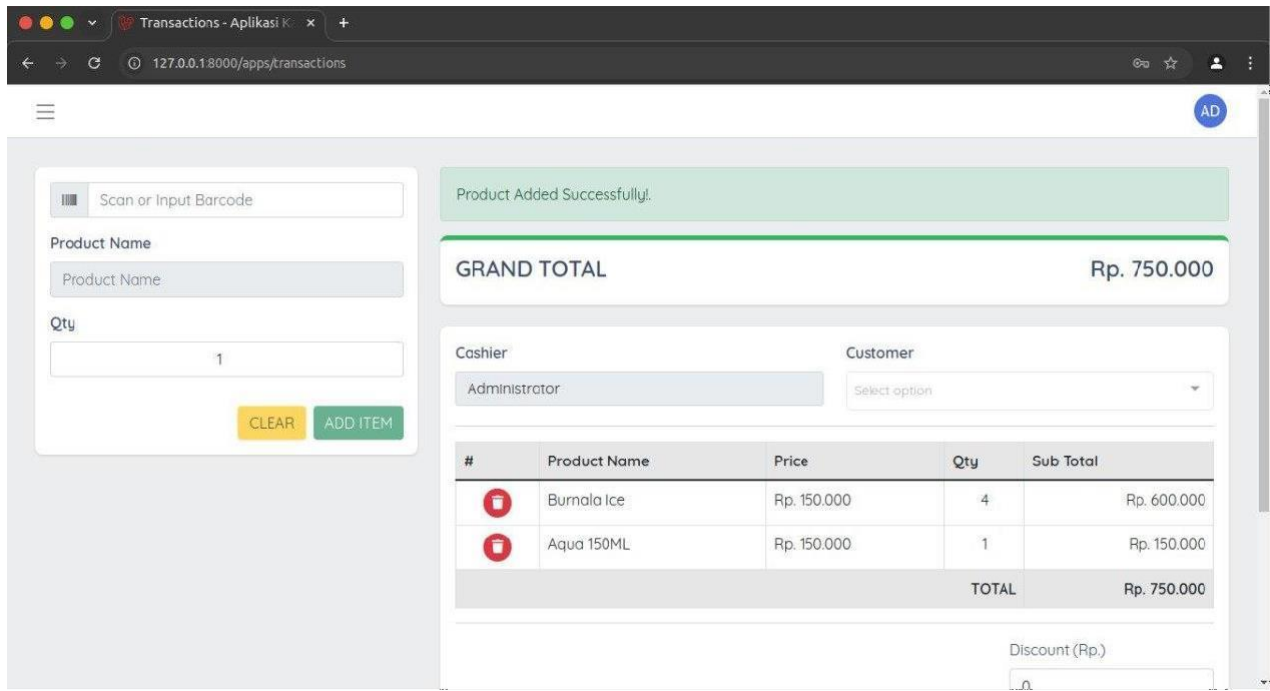 Transactions - Aplikasi K
127.0.0.1:8000/apps/transactions
AD
Scan or Input Barcode
Product Name
Product Name
Qty
1
CLEAR ADD ITEM
Product Added Successfully!.
GRAND TOTAL Rp. 750.000
Cashier Customer
Administrator Select option
# Product Name Price Qty Sub Total
Burnala Ice Rp. 150.000 4 Rp. 600.000
Aqua 150ML Rp. 150.000 1 Rp. 150.000
TOTAL Rp. 750.000
Discount (Rp.)
0